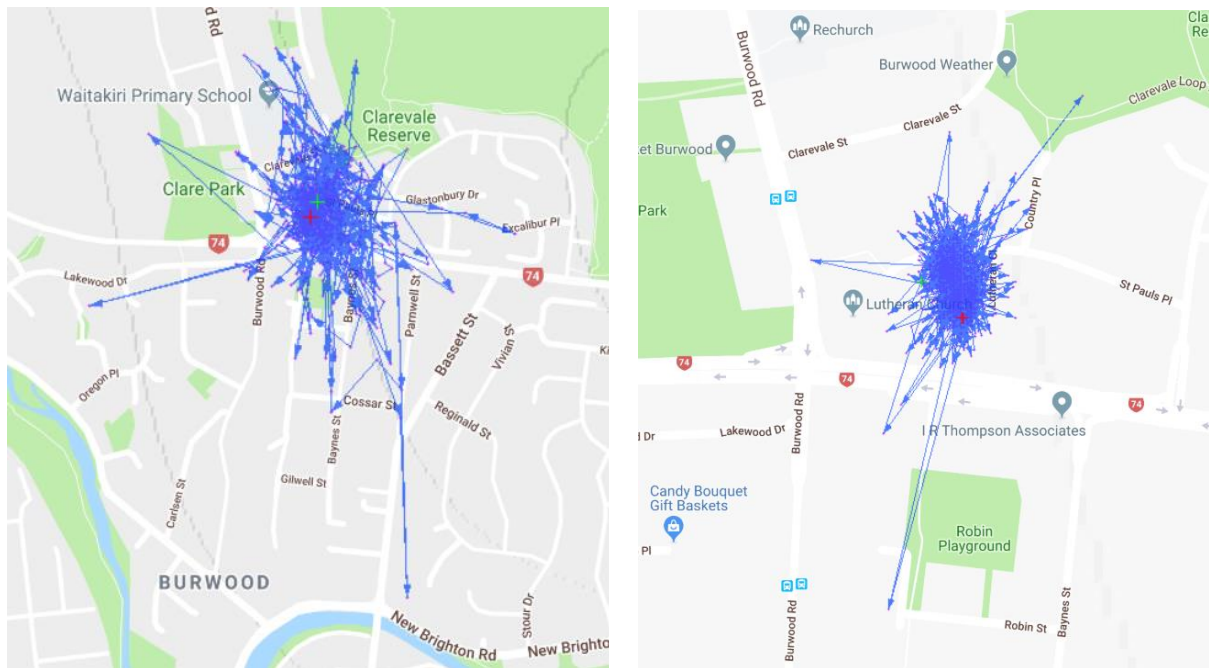 Rd
Waitakiri Primary School
Clarevale
Reserve
Clare Park
Glastonbury Dr
Excalibur Pl
74
Lakewood Dr
Burwood Rd
74
Parnwell St
Bassett St
Vivian St
Oregon Pl
Cossar St
Reginald St
Baynes St
Gilwell St
Carlsen St
BURWOOD
Stour Dr
New Brighton Rd
New Brighto
Rechurch
Burwood Rd
Burwood Weather
Clarevale Loop
Clarevale St
Clarevale St
et Burwood
Park
Country Pl
St Pauls Pl
Lutheran Church
74
74
74
Lakewood Dr
Burwood Rd
I R Thompson Associates
Candy Bouquet
Gift Baskets
Pl
Robin
Playground
Burwood Rd
Baynes St
Robin St